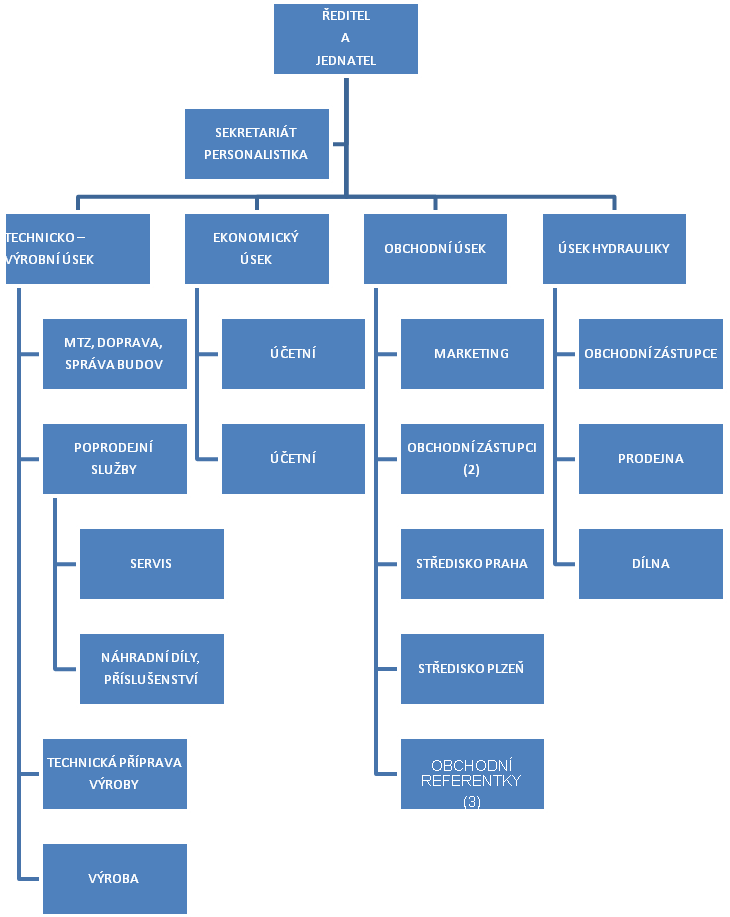 ŘEDITEL
A
JEDNATEL
SEKRETARIÁT
PERSONALISTIKA
TECHNICKO –
VÝROBNÍ ÚSEK
EKONOMICKÝ
ÚSEK
OBCHODNÍ ÚSEK
ÚSEK HYDRAULIKY
MTZ, DOPRAVA,
SPRÁVA BUDOV
ÚČETNÍ
MARKETING
OBCHODNÍ ZÁSTUPCE
POPRODEJNÍ
SLUŽBY
ÚČETNÍ
OBCHODNÍ ZÁSTUPCI
(2)
PRODEJNA
SERVIS
STŘEDISKO PRAHA
DÍLNA
NÁHRADNÍ DÍLY,
PŘÍSLUŠENSTVÍ
STŘEDISKO PLZEŇ
TECHNICKÁ PŘÍPRAVA
VÝROBY
OBCHODNÍ
REFERENTKY
(3)
VÝROBA